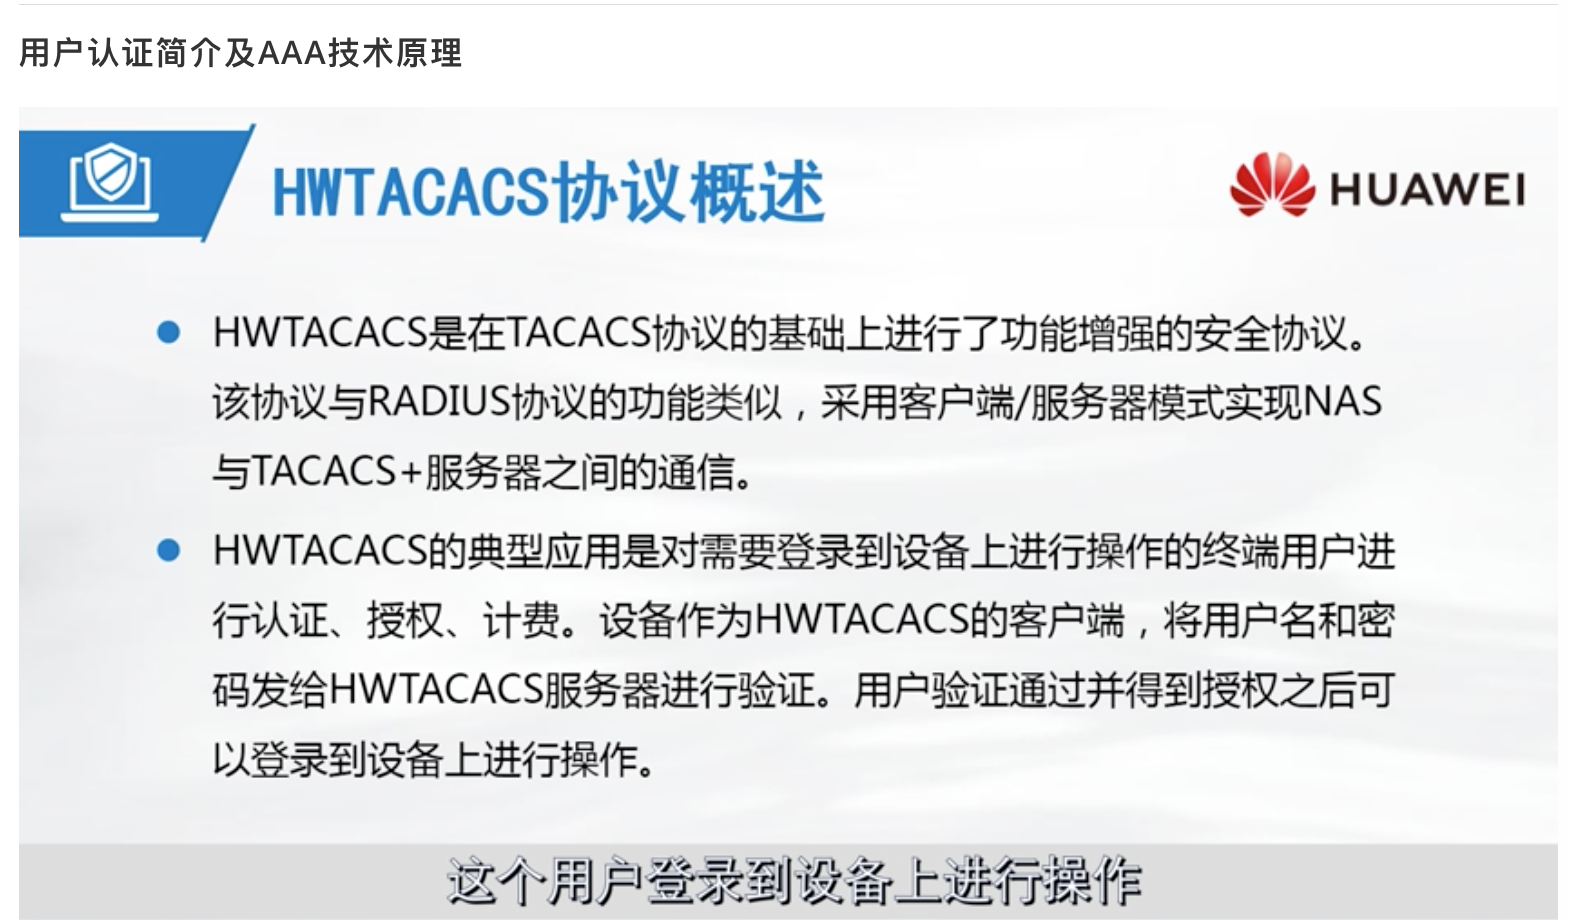 用户认证简介及AAA技术原理
HWTACACS协议概述
HUAWEI
HWTACACS是在TACACS协议的基础上进行了功能增强的安全协议。
该协议与RADIUS协议的功能类似，采用客户端/服务器模式实现NAS
与TACACS+服务器之间的通信。
HWTACACS的典型应用是对需要登录到设备上进行操作的终端用户进
行认证、授权、计费。设备作为HWTACACS的客户端，将用户名和密
码发给HWTACACS服务器进行验证。用户验证通过并得到授权之后可
以登录到设备上进行操作。
这个用户登录到设备上进行操作